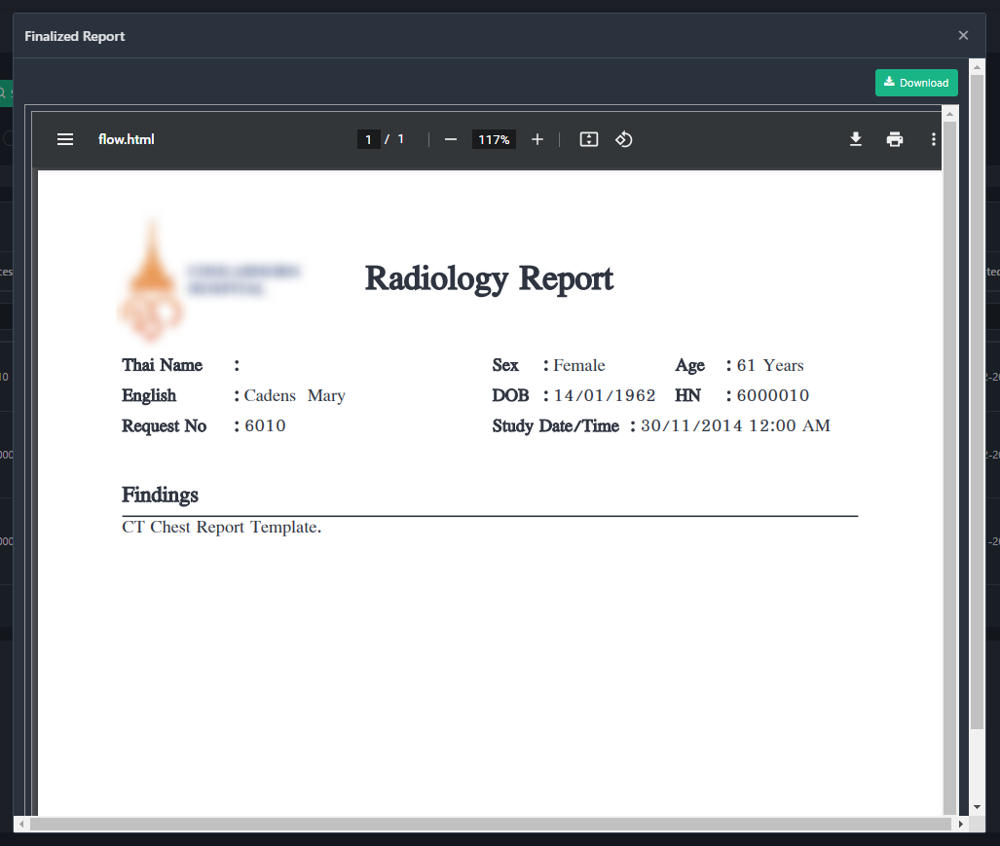 Finalized Report
Download
flow.html
1 / 1
117%
Radiology Report
Thai Name :
Sex : Female Age : 61 Years
English : Cadens Mary
DOB : 14/01/1962 HN : 6000010
Request No : 6010
Study Date/Time : 30/11/2014 12:00 AM
Findings
CT Chest Report Template.